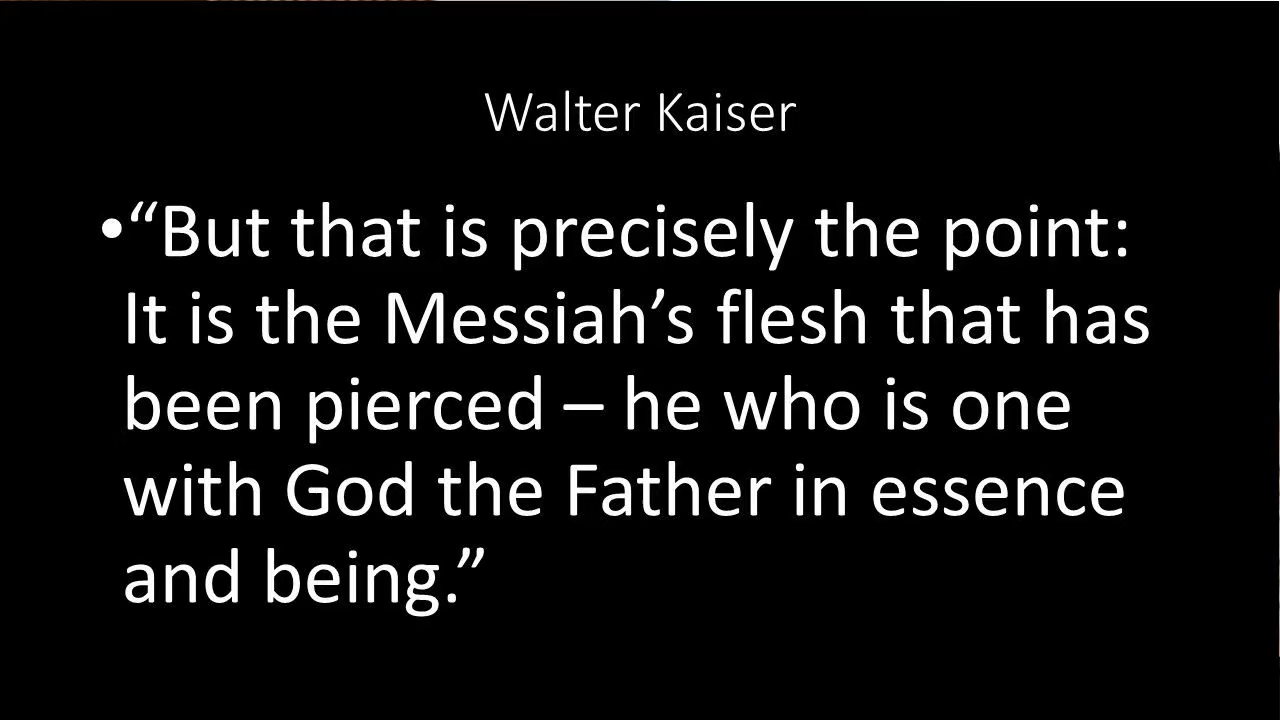 Walter Kaiser
•“But that is precisely the point:
It is the Messiah’s flesh that has
been pierced – he who is one
with God the Father in essence
and being.”